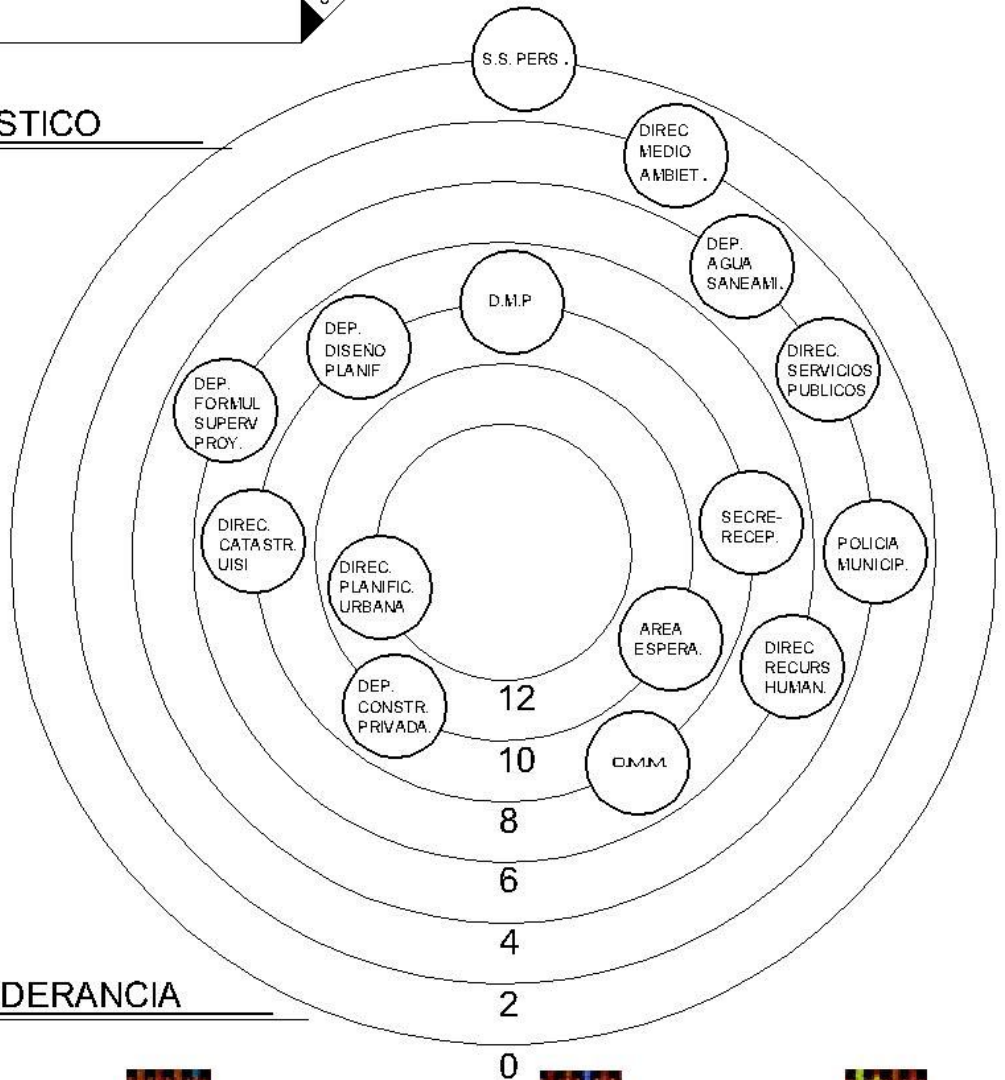 STICO
S.S. PERS .
DIREC
MEDIO
AMBIET .
DEP.
AGUA
SANEAMI.
D.M.P
DEP.
DISEÑO
PLANIF
DIREC.
SERVICIOS
PUBLICOS
DEP.
FORMUL
SUPERV
PROY.
SECRE-
RECEP.
DIREC.
CATASTR.
UISI
POLICIA
MUNICIP.
DIREC.
PLANIFIC.
URBANA
AREA
ESPERA.
DIREC
RECURS
HUMAN.
DEP.
CONSTR.
PRIVADA.
O.M.M.
12
10
8
6
4
2
0
DERANCIA